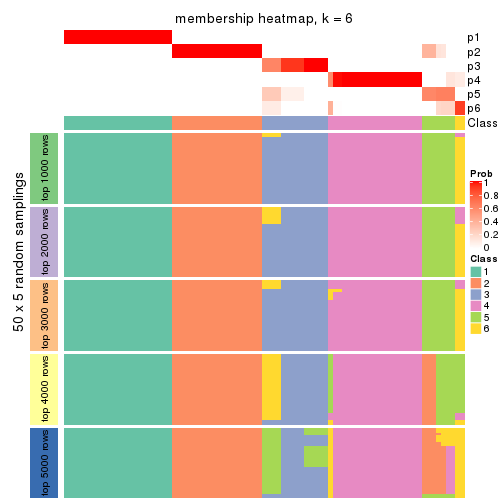 membership heatmap, k = 6
p1
p2
p3
p4
p5
p6
Class
50 x 5 random samplings
top 1000 rows
top 2000 rows
top 3000 rows
top 4000 rows
top 5000 rows
Prob
1
0.8
0.6
0.4
0.2
0
Class
1
2
3
4
5
6